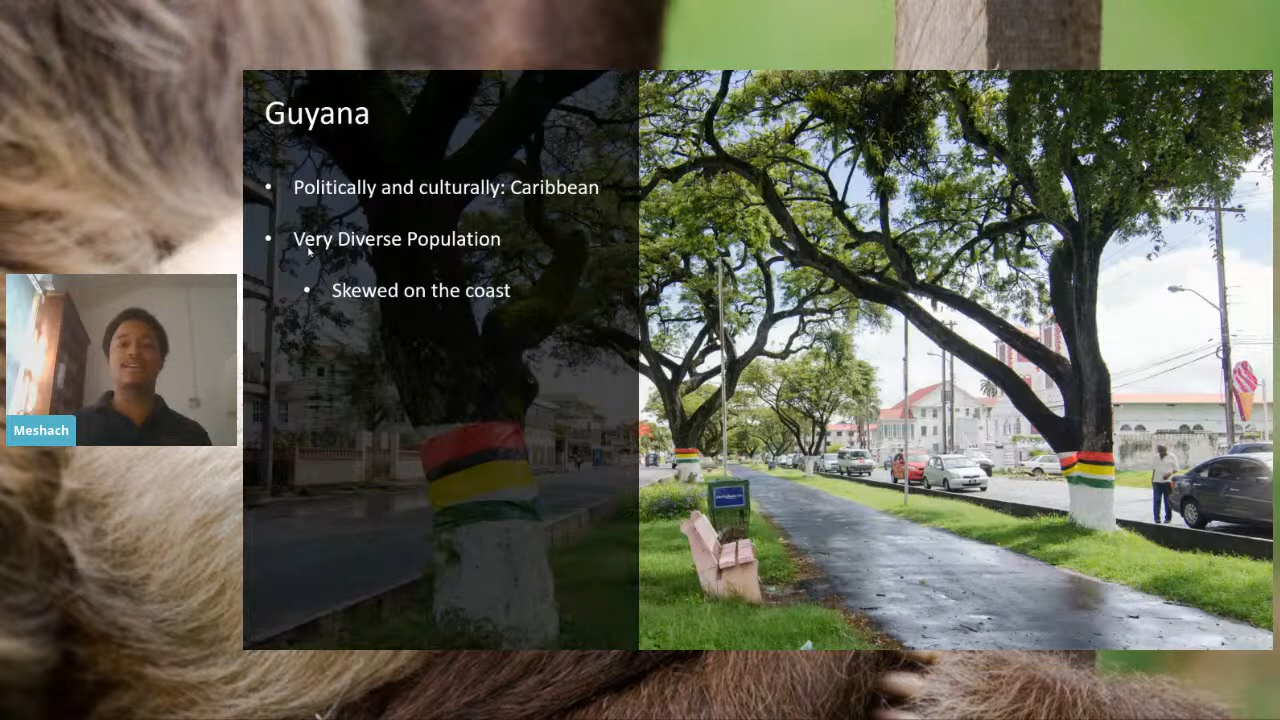 Guyana
• Politically and culturally: Caribbean
• Very Diverse Population
• Skewed on the coast
Meshach